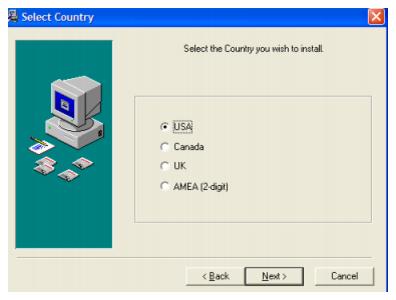 Select Country
Select the Country you wish to install.
USA
Canada
UK
AMEA (2-digit)
< Back
Next >
Cancel